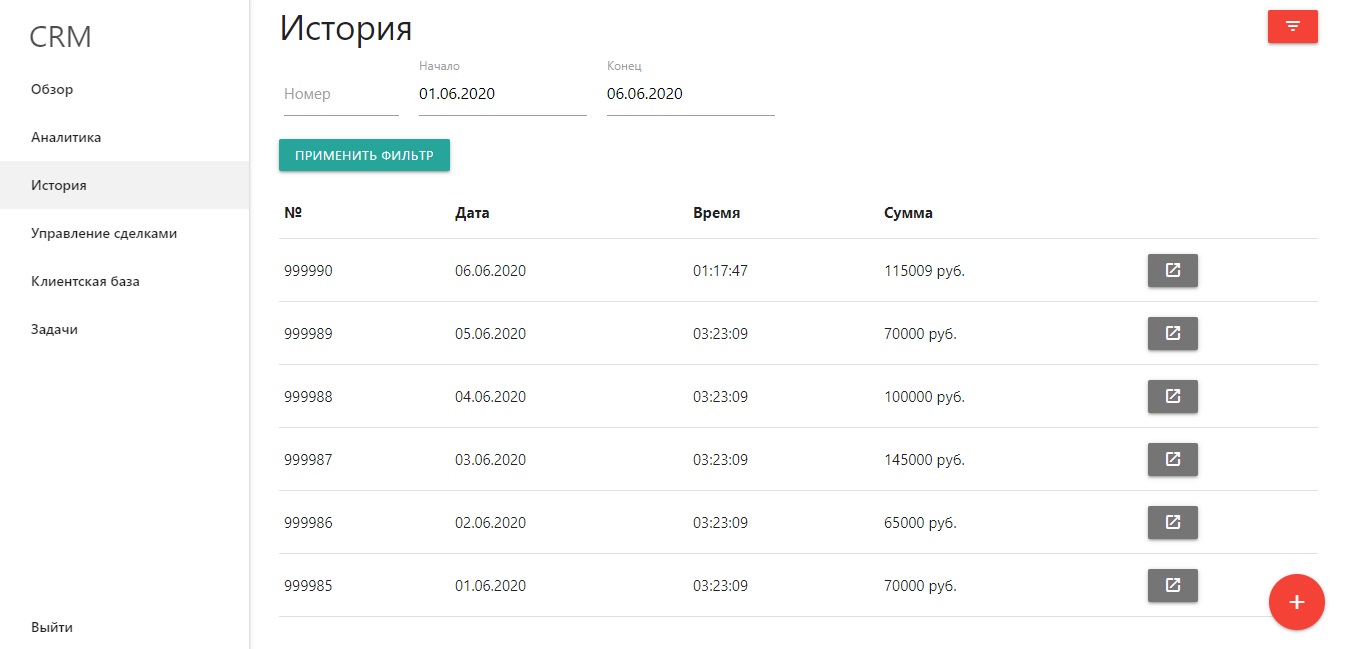 CRM
Обзор
Аналитика
История
Управление сделками
Клиентская база
Задачи
Выйти
История
Начало Конец
Номер 01.06.2020 06.06.2020
ПРИМЕНИТЬ ФИЛЬТР
№ Дата Время Сумма
999990 06.06.2020 01:17:47 115009 руб.
999989 05.06.2020 03:23:09 70000 руб.
999988 04.06.2020 03:23:09 100000 руб.
999987 03.06.2020 03:23:09 145000 руб.
999986 02.06.2020 03:23:09 65000 руб.
999985 01.06.2020 03:23:09 70000 руб.
+